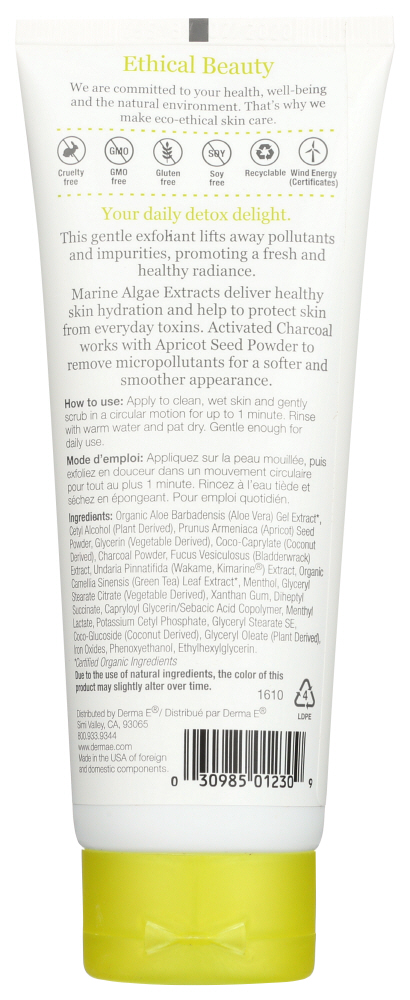 Ethical Beauty
We are committed to your health, well-being
and the natural environment. That's why we
make eco-ethical skin care.
GMO
SOY
Cruelty
free
GMO
free
Gluten
free
Soy
free
Recyclable
Wind Energy
(Certificates)
Your daily detox delight.
This gentle exfoliant lifts away pollutants
and impurities, promoting a fresh and
healthy radiance.
Marine Algae Extracts deliver healthy
skin hydration and help to protect skin
from everyday toxins. Activated Charcoal
works with Apricot Seed Powder to
remove micropollutants for a softer and
smoother appearance.
How to use: Apply to clean, wet skin and gently
scrub in a circular motion for up to 1 minute. Rinse
with warm water and pat dry. Gentle enough for
daily use.
Mode d'emploi: Appliquez sur la peau mouillée, puis
exfoliez en douceur dans un mouvement circulaire
pour tout au plus 1 minute. Rincez à l'eau tiède et
séchez en épongeant. Pour emploi quotidién.
Ingredients: Organic Aloe Barbadensis (Aloe Vera) Gel Extract*,
Cetyl Alcohol (Plant Derived), Prunus Armeniaca (Apricot) Seed
Powder, Glycerin (Vegetable Derived), Coco-Caprylate (Coconut
Derived), Charcoal Powder, Fucus Vesiculosus (Bladderwrack)
Extract, Undaria Pinnatifida (Wakame, Kimarine®) Extract, Organic
Camellia Sinensis (Green Tea) Leaf Extract*, Menthol, Glyceryl
Stearate Citrate (Vegetable Derived), Xanthan Gum, Diheptyl
Succinate, Capryloyl Glycerin/Sebacic Acid Copolymer, Menthyl
Lactate, Potassium Cetyl Phosphate, Glyceryl Stearate SE,
Coco-Glucoside (Coconut Derived), Glyceryl Oleate (Plant Derived),
Iron Oxides, Phenoxyethanol, Ethylhexylglycerin.
*Certified Organic Ingredients
Due to the use of natural ingredients, the color of this
product may slightly alter over time.
1610
4
LDPE
Distributed by Derma E®/ Distribué par Derma E®
Simi Valley, CA, 93065
800.933.9344
www.dermae.com
Made in the USA of foreign
and domestic components.
0 30985 01230 9